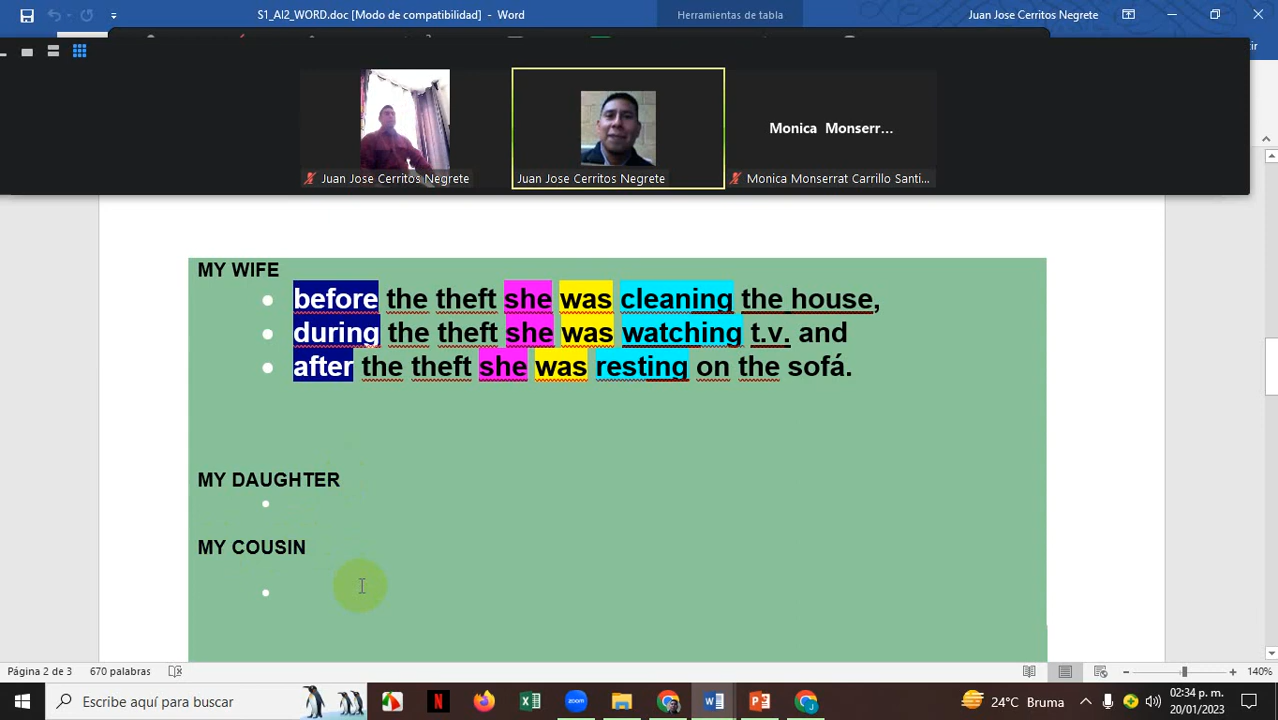 S1_AI2_WORD.doc [Modo de compatibilidad] - Word
Herramientas de tabla
Juan Jose Cerritos Negrete
Juan Jose Cerritos Negrete
Juan Jose Cerritos Negrete
Monica Monserr...
Monica Monserrat Carrillo Santi...
MY WIFE
before the theft she was cleaning the house,
during the theft she was watching t.v. and
after the theft she was resting on the sofá.
MY DAUGHTER
MY COUSIN
Página 2 de 3
670 palabras
140%
Escribe aquí para buscar
24°C Bruma
02:34 p. m.
20/01/2023